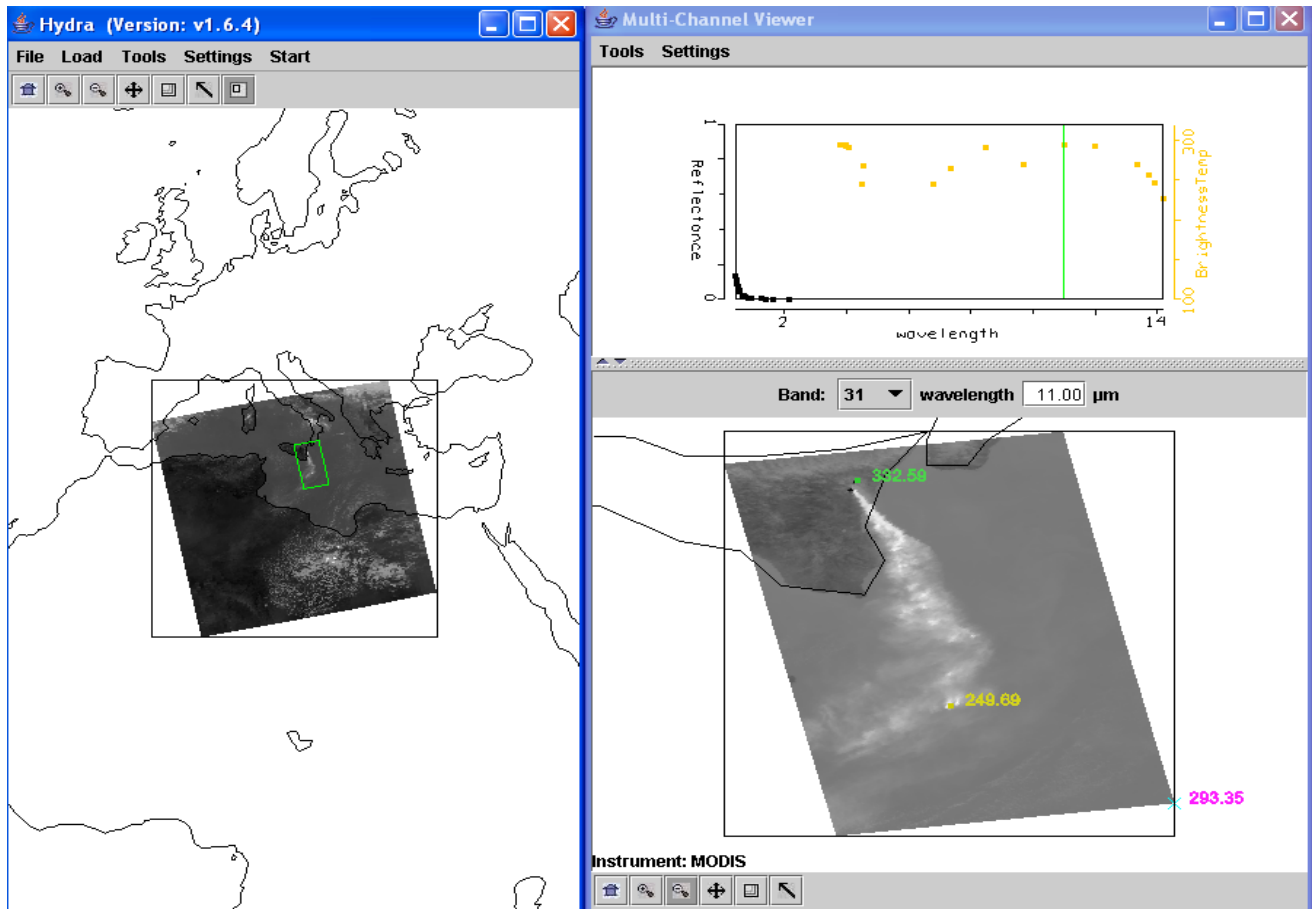 Hydra (Version: v1.6.4)
File Load Tools Settings Start
Multi-Channel Viewer
Tools Settings
1
Reflectance
0
300
BrightnessTemp
100
2
14
wavelength
Band: 31 wavelength 11.00 µm
332.59
249.69
293.35
Instrument: MODIS